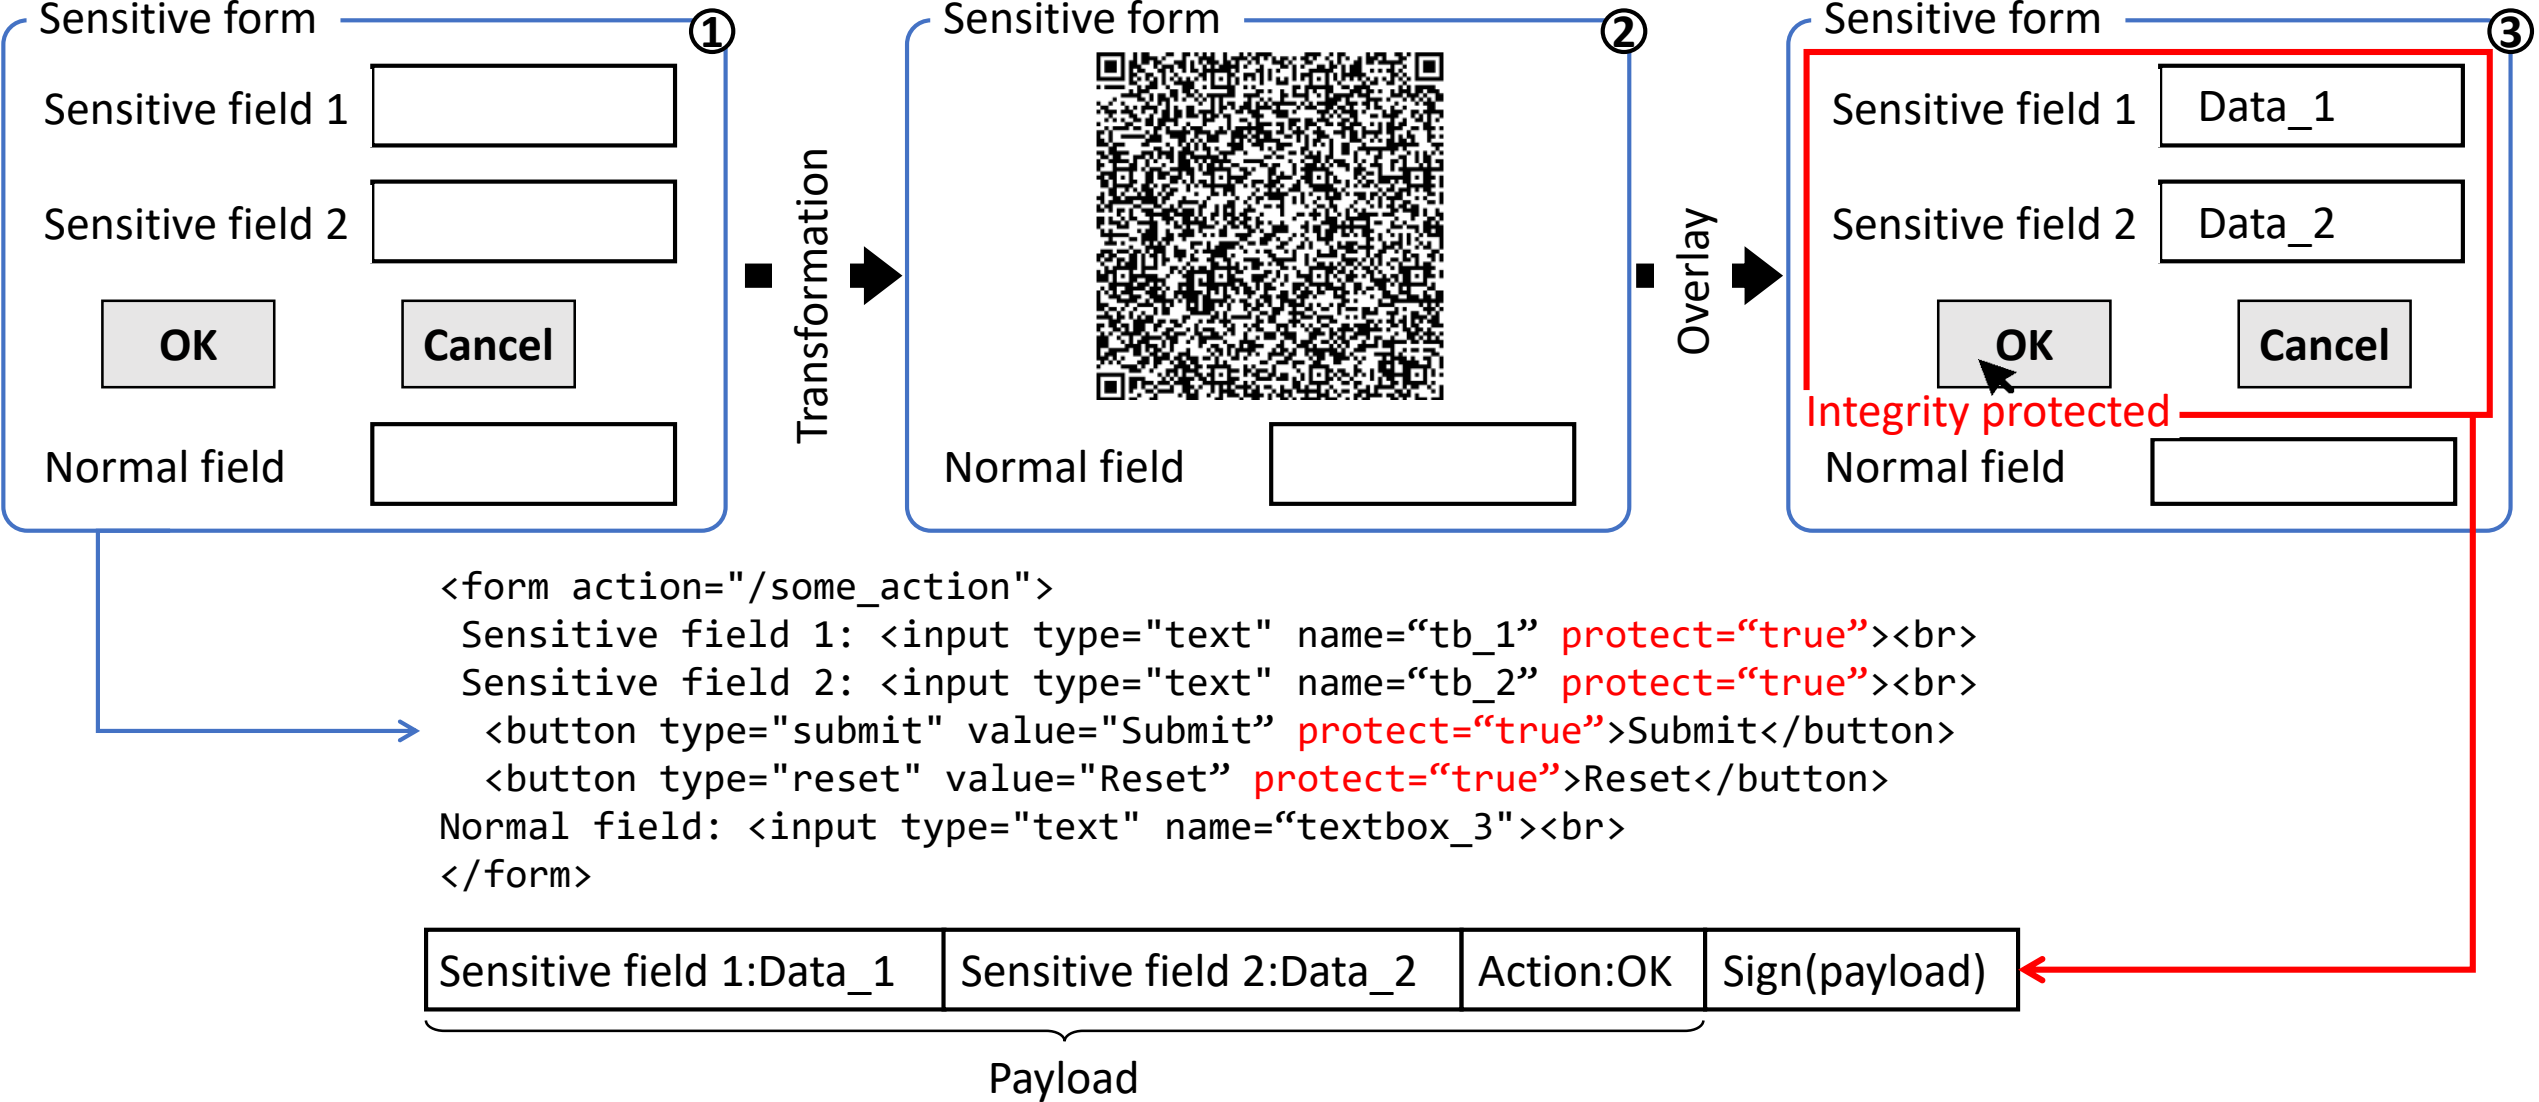 Sensitive form
①
Sensitive field 1
Sensitive field 2
OK
Cancel
Normal field
Transformation
Sensitive form
②
Normal field
Overlay
Sensitive form
③
Sensitive field 1
Data_1
Sensitive field 2
Data_2
OK
Cancel
Integrity protected
Normal field
<form action="/some_action">
Sensitive field 1: <input type="text" name=“tb_1” protect=“true”><br>
Sensitive field 2: <input type="text" name=“tb_2” protect=“true”><br>
<button type="submit" value="Submit” protect=“true”>Submit</button>
<button type="reset" value="Reset” protect=“true”>Reset</button>
Normal field: <input type="text" name=“textbox_3"><br>
</form>
Sensitive field 1:Data_1
Sensitive field 2:Data_2
Action:OK
Sign(payload)
Payload